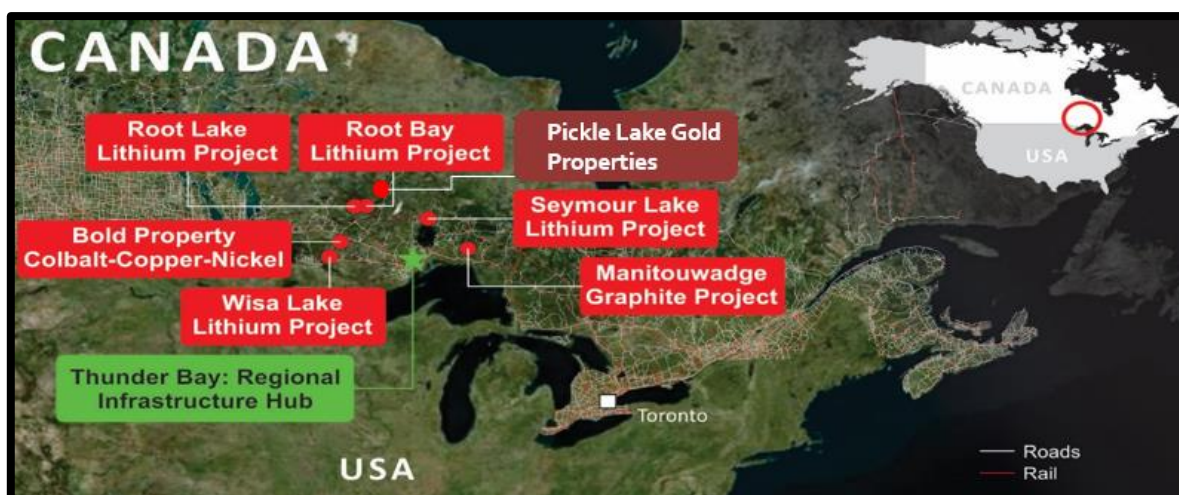 CANADA
CANADA
USA
Root Lake
Lithium Project
Root Bay
Lithium Project
Pickle Lake Gold
Properties
Seymour Lake
Lithium Project
Bold Property
Colbalt-Copper-Nickel
Manitouwadge
Graphite Project
Wisa Lake
Lithium Project
Thunder Bay: Regional
Infrastructure Hub
Toronto
USA
Roads
Rail